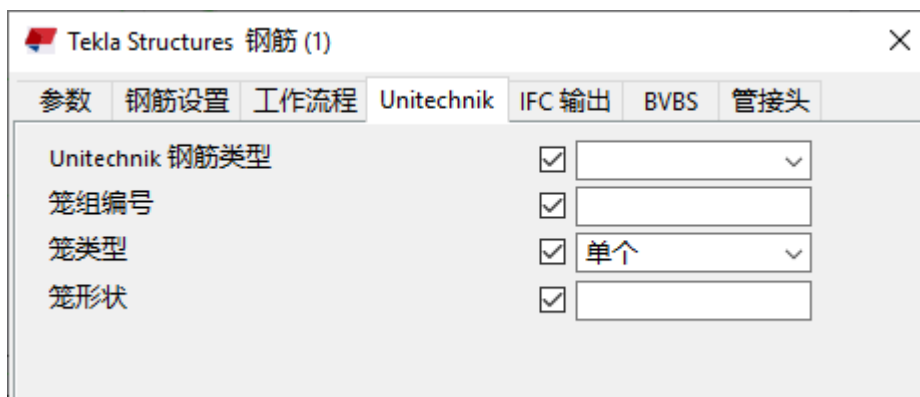 Tekla Structures 钢筋 (1)
参数 钢筋设置 工作流程 Unitechnik IFC 输出 BVBS 管接头
Unitechnik 钢筋类型
笼组编号
笼类型 单个
笼形状